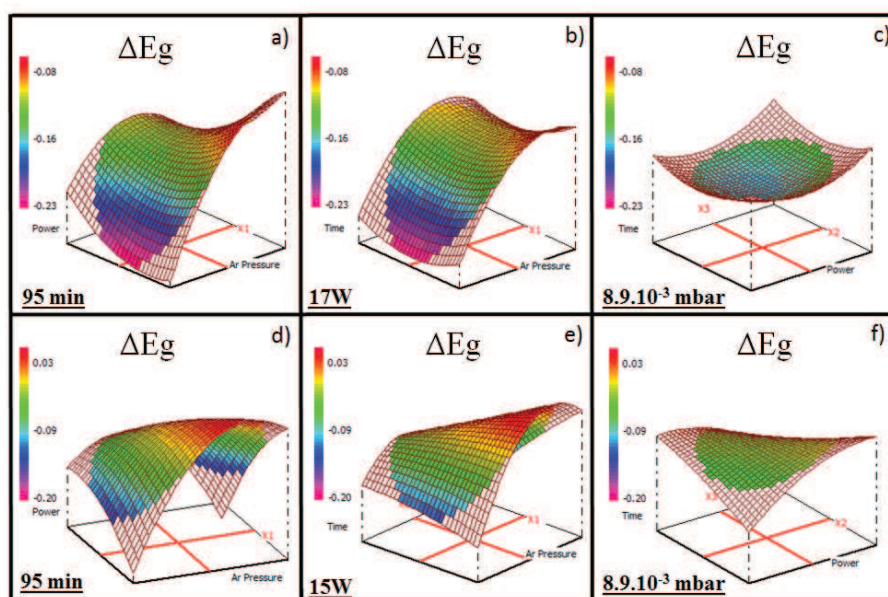 a)
ΔEg
-0.08
-0.16
-0.23
Power
X1
Ar Pressure
95 min
b)
ΔEg
-0.08
-0.16
-0.23
Time
X1
Ar Pressure
17W
c)
ΔEg
-0.08
-0.16
-0.23
X3
X2
Time
Power
8.9.10-3 mbar
d)
ΔEg
0.03
-0.09
-0.20
Power
X1
Ar Pressure
95 min
e)
ΔEg
0.03
-0.09
-0.20
Time
X1
Ar Pressure
15W
f)
ΔEg
0.03
-0.09
-0.20
X2
Time
Power
8.9.10-3 mbar